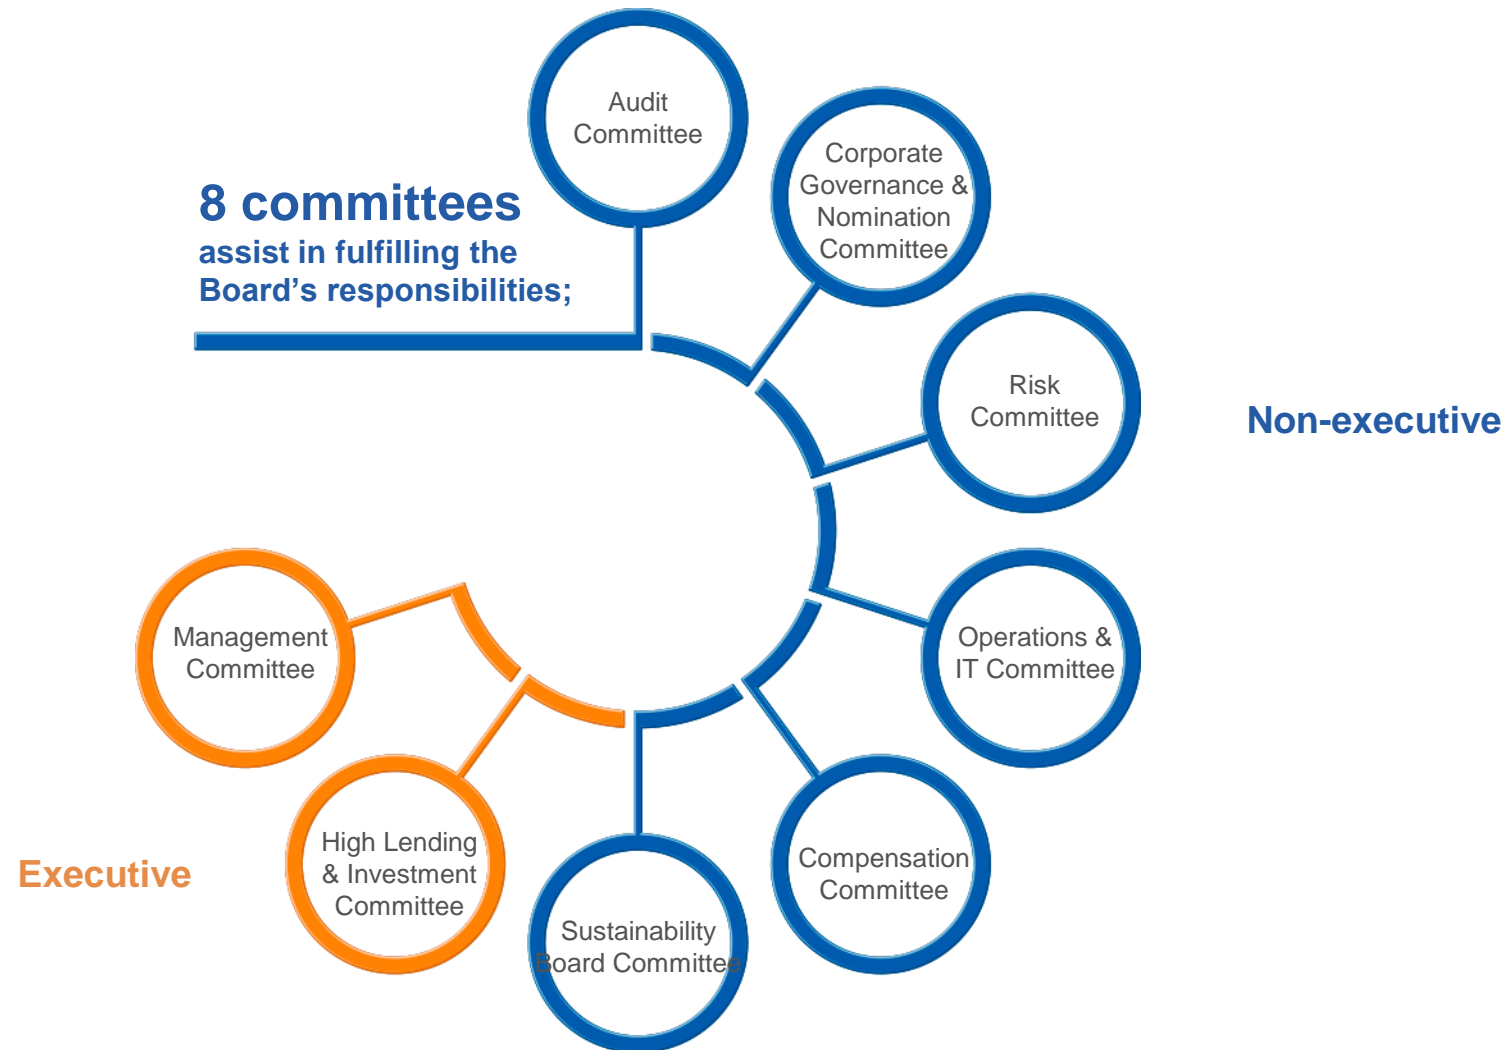 8 committees
assist in fulfilling the
Board’s responsibilities;
Audit
Committee
Corporate
Governance &
Nomination
Committee
Risk
Committee
Non-executive
Operations &
IT Committee
Compensation
Committee
Sustainability
Board Committee
High Lending
& Investment
Committee
Management
Committee
Executive